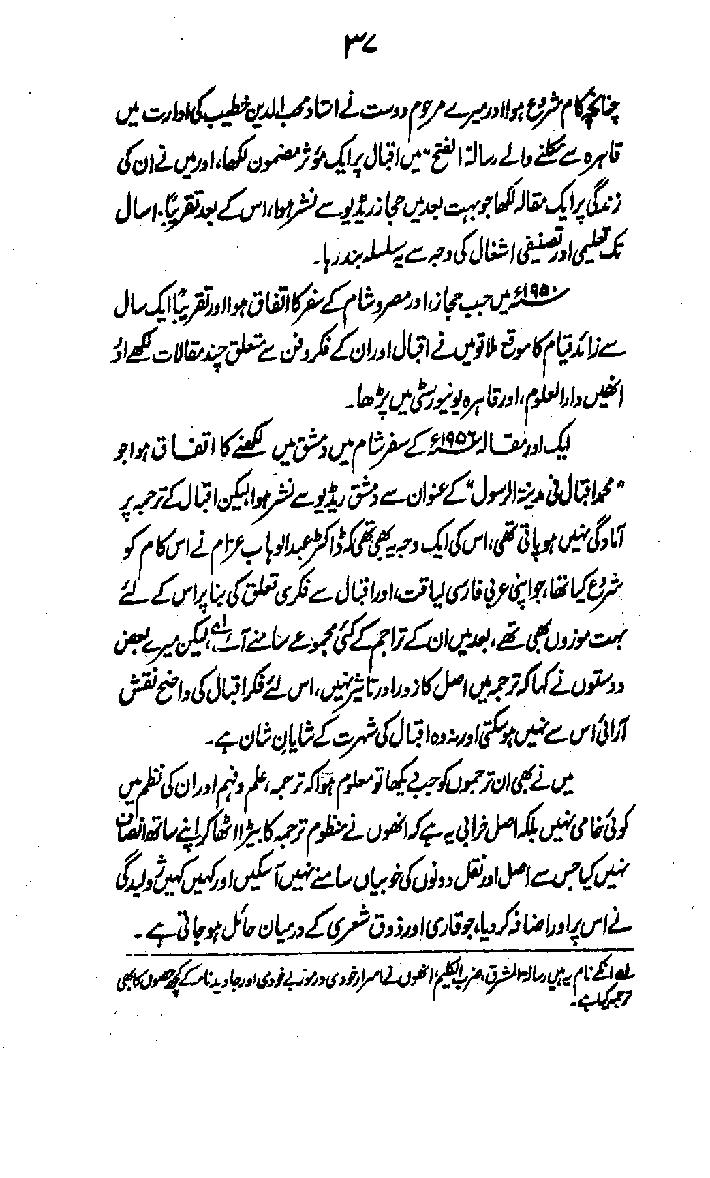 ۳۷
چنانچہ کام شروع ہوا اور میرے مرحوم دوست نے استاد محب الدین خطیب کی ادارت میں
قاہرہ سے نکلنے والے رسالہ "الفتح" میں اقبال پر ایک مؤثر مضمون لکھا، اور میں نے ان کی
زندگی پر ایک مقالہ لکھا جو بہت بعد میں حجاز ریڈیو سے نشر ہوا، اس کے بعد تقریباً ۱۰ سال
تک تعلیمی اور تصنیفی اشغال کی وجہ سے یہ سلسلہ بند رہا۔
۱۹۵۰ء میں جب حجاز، اور مصر و شام کے سفر کا اتفاق ہوا اور تقریباً ایک سال
سے زائد قیام کا موقع ملا تو میں نے اقبال اور ان کے فکر و فن سے متعلق چند مقالات لکھے اور
انھیں دارالعلوم، اور قاہرہ یونیورسٹی میں پڑھا۔
ایک اور مقالہ ۱۹۵۶ء کے سفر شام میں دمشق میں لکھنے کا اتفاق ہوا جو
"محمد اقبال فی مدینۃ الرسول" کے عنوان سے دمشق ریڈیو سے نشر ہوا لیکن اقبال کے ترجمہ پر
آمادگی نہیں ہو پاتی تھی، اس کی ایک وجہ یہ بھی تھی کہ ڈاکٹر عبدالوہاب عزام نے اس کام کو
شروع کیا تھا، جو اپنی عربی فارسی لیاقت، اور اقبال سے فکری تعلق کی بنا پر اس کے لئے
بہت موزوں بھی تھے، بعد میں ان کے تراجم کے کئی مجموعے سامنے آئے لہ، لیکن میرے بعض
دوستوں نے کہا کہ ترجمہ میں اصل کا زور اور تاثیر نہیں، اس لئے فکر اقبال کی واضح نقش
آرائی اس سے نہیں ہو سکتی اور نہ وہ اقبال کی شہرت کے شایانِ شان ہے۔
میں نے بھی ان ترجموں کو جب دیکھا تو معلوم ہوا کہ ترجمہ، علم و فہم اور ان کی نظم میں
کوئی خامی نہیں بلکہ اصل خرابی یہ ہے کہ انھوں نے منظوم ترجمہ کا بیڑا اٹھا کر اپنے ساتھ انصاف
نہیں کیا جس سے اصل اور نقل دونوں کی خوبیاں سامنے نہیں آ سکیں اور کہیں کہیں ژولیدگی
نے اس پر اور اضافہ کر دیا، جو قاری اور ذوق شعری کے درمیان حائل ہو جاتی ہے۔
لہ انکے نام یہ ہیں رسالۃ المشرق، ضرب الکلیم، انھوں نے اسرار خودی و رموز بے خودی اور جاوید نامہ کے کچھ حصوں کا بھی
ترجمہ کیا ہے۔